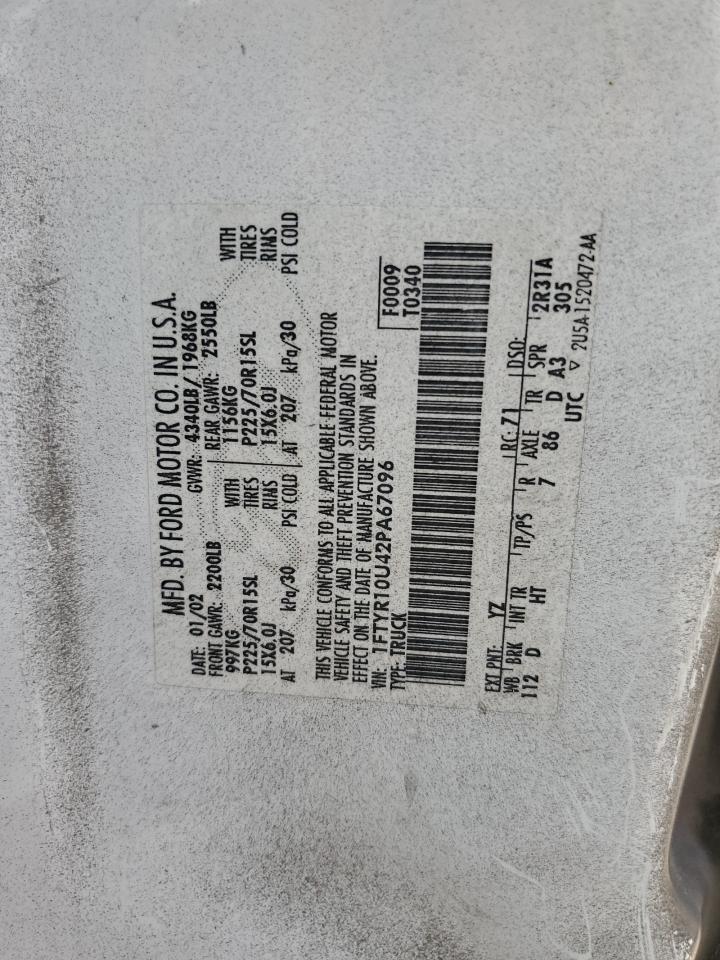 MFD. BY FORD MOTOR CO. IN U.S.A.
DATE: 01/02 GVWR: 4340LB/ 1968KG
FRONT GAWR: 2200LB REAR GAWR: 2550LB
997KG WITH 1156KG WITH
P225/70R15SL TIRES P225/70R15SL TIRES
15X6.0J RIMS 15X6.0J RIMS
AT 207 kPa/30 PSI COLD AT 207 kPa/30 PSI COLD
THIS VEHICLE CONFORMS TO ALL APPLICABLE FEDERAL MOTOR
VEHICLE SAFETY AND THEFT PREVENTION STANDARDS IN
EFFECT ON THE DATE OF MANUFACTURE SHOWN ABOVE.
VIN: 1FTYR10U42PA67096 F0009
TYPE: TRUCK T0340
EXT PNT: YZ RC: 71 DSO:
WB BRK INT TR TP/PS R AXLE TR SPR 2R31A
112 D HT 7 86 D A3 305
UTC ▽ 2U5A-1520472-AA